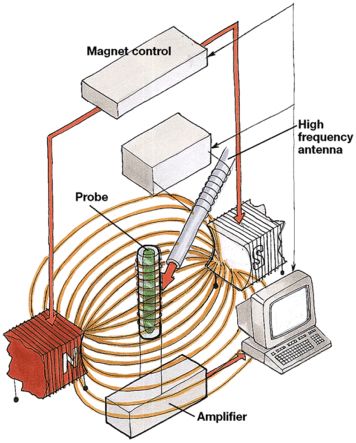 Magnet control
High
frequency
antenna
Probe
S
N
Amplifier